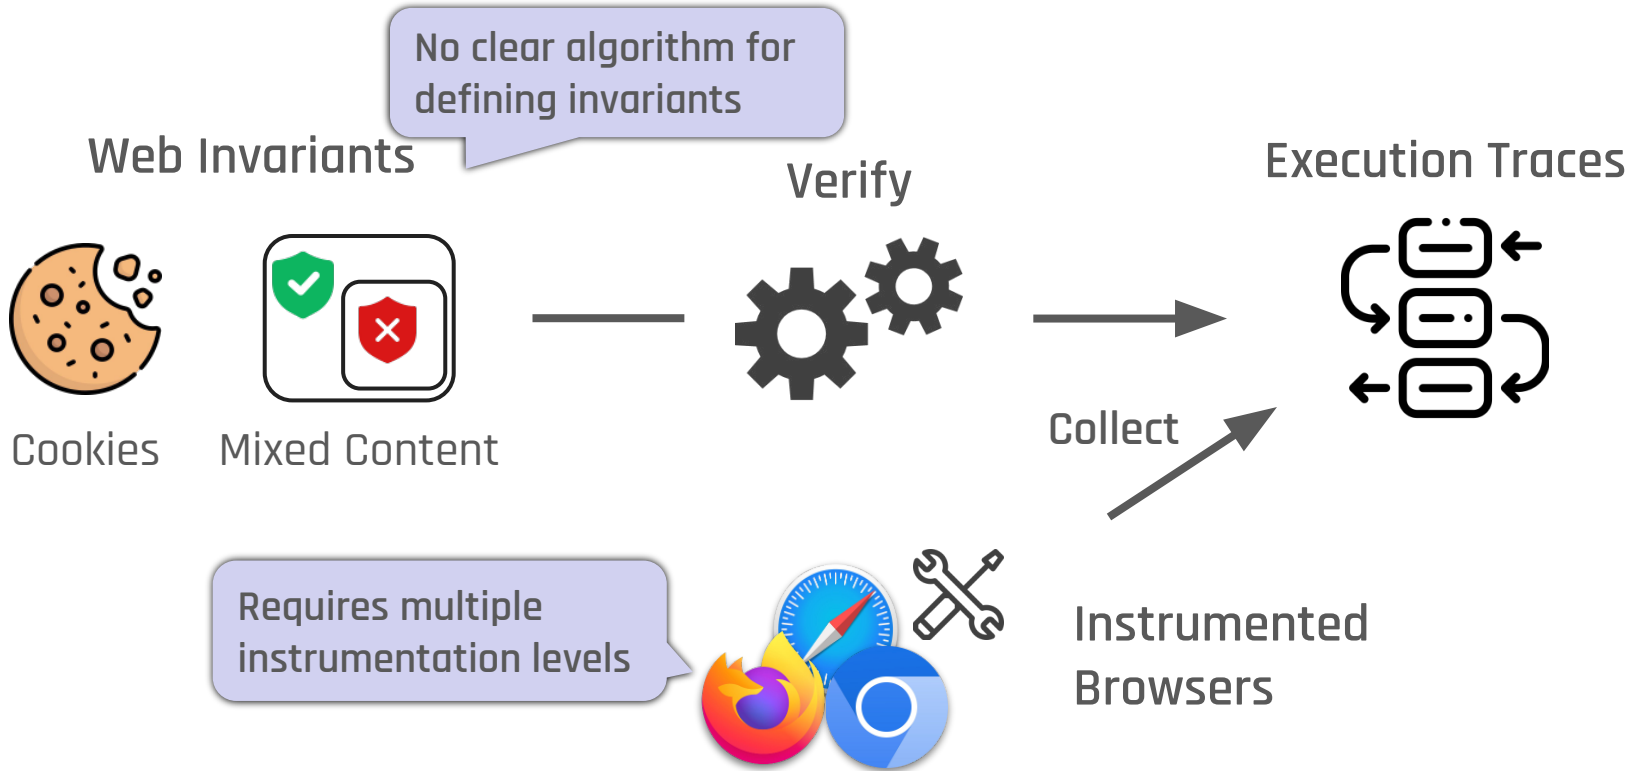 No clear algorithm for
defining invariants
Web Invariants
Verify
Execution Traces
Cookies
Mixed Content
Collect
Requires multiple
instrumentation levels
Instrumented
Browsers